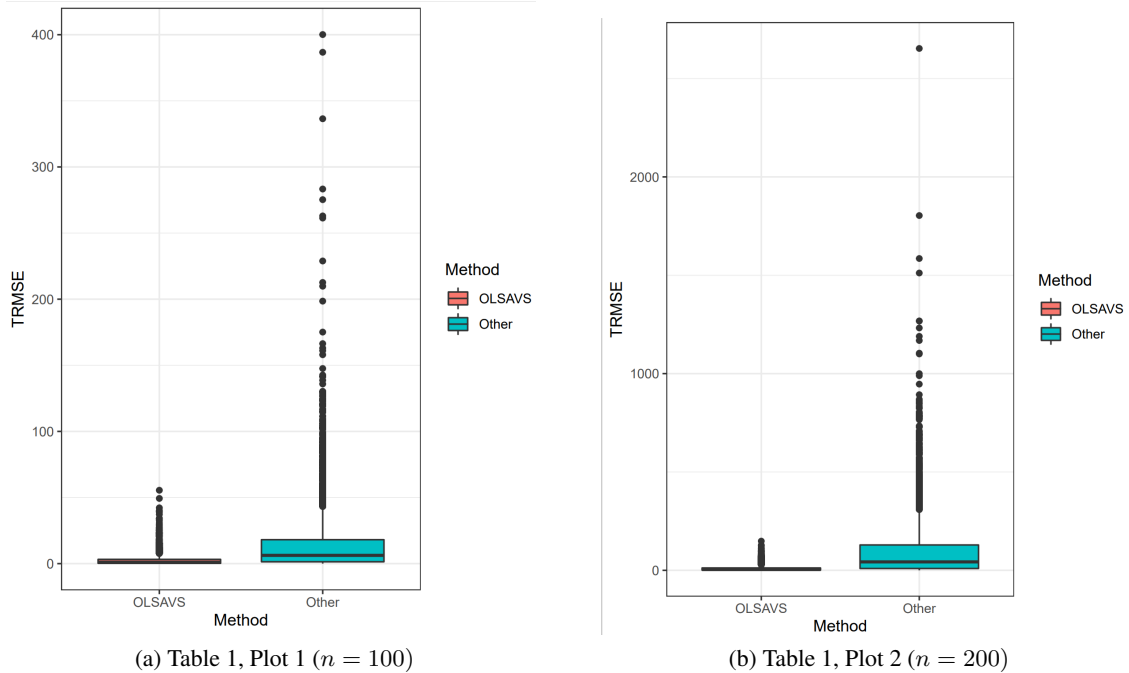 TRMSE
400
300
200
100
0
OLSAVS
Other
Method
Method
OLSAVS
Other
(a) Table 1, Plot 1 (n = 100)
TRMSE
2000
1000
0
OLSAVS
Other
Method
Method
OLSAVS
Other
(b) Table 1, Plot 2 (n = 200)